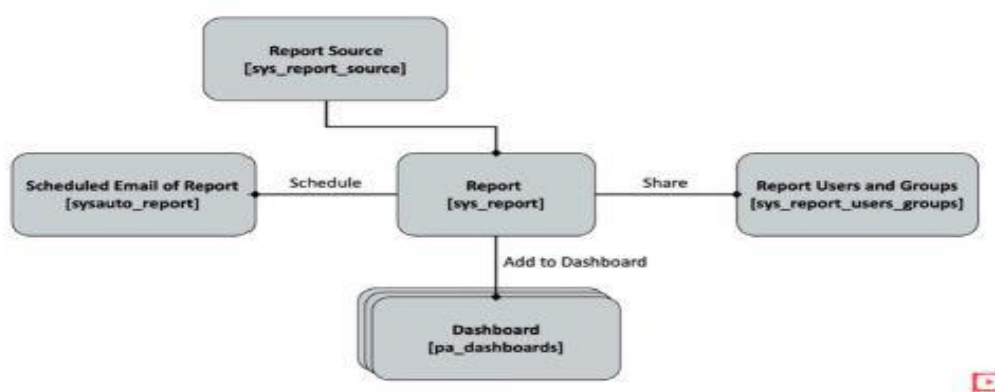 Report Source
[sys_report_source]
Scheduled Email of Report
[sysauto_report]
Schedule
Report
[sys_report]
Share
Report Users and Groups
[sys_report_users_groups]
Add to Dashboard
Dashboard
[pa_dashboards]